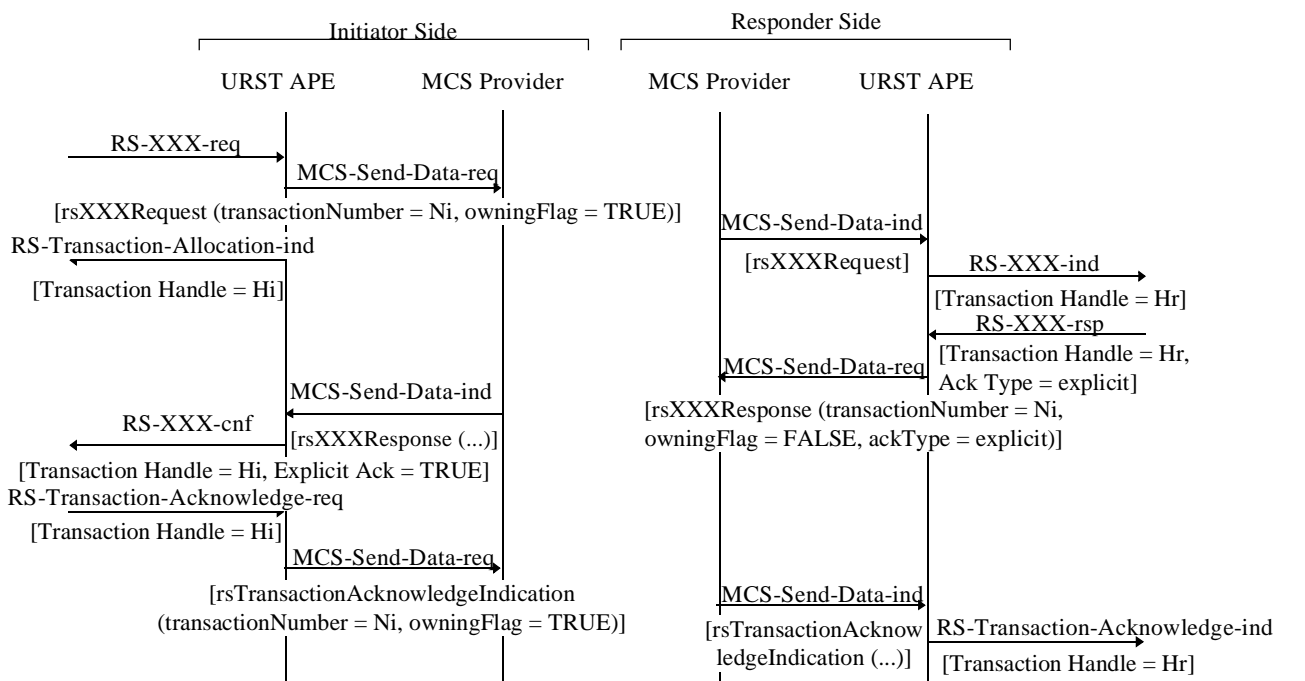 Initiator Side
Responder Side
URST APE
MCS Provider
MCS Provider
URST APE
RS-XXX-req
MCS-Send-Data-req
[rsXXXRequest (transactionNumber = Ni, owningFlag = TRUE)]
RS-Transaction-Allocation-ind
[Transaction Handle = Hi]
MCS-Send-Data-ind
[rsXXXRequest]
RS-XXX-ind
[Transaction Handle = Hr]
RS-XXX-rsp
[Transaction Handle = Hr,
Ack Type = explicit]
MCS-Send-Data-req
[rsXXXResponse (transactionNumber = Ni,
owningFlag = FALSE, ackType = explicit)]
MCS-Send-Data-ind
[rsXXXResponse (...)]
RS-XXX-cnf
[Transaction Handle = Hi, Explicit Ack = TRUE]
RS-Transaction-Acknowledge-req
[Transaction Handle = Hi]
MCS-Send-Data-req
[rsTransactionAcknowledgeIndication
(transactionNumber = Ni, owningFlag = TRUE)]
MCS-Send-Data-ind
[rsTransactionAcknow
ledgeIndication (...)]
RS-Transaction-Acknowledge-ind
[Transaction Handle = Hr]